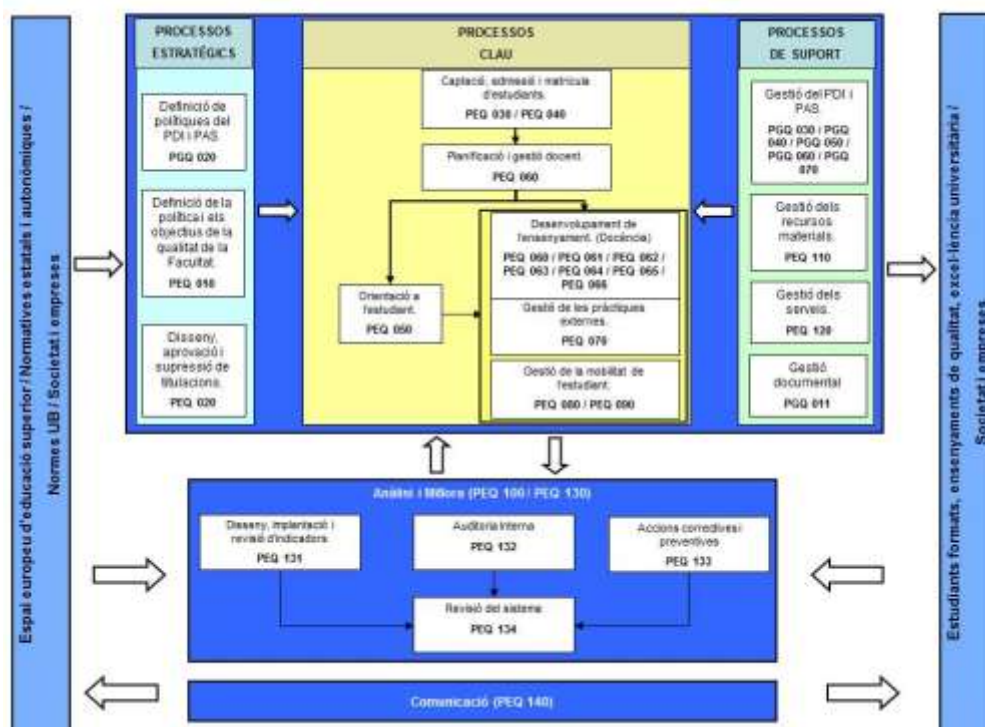 Espai europeu d'educació superior / Normatives estatals i autonòmiques /
Normes UB / Societat i empreses
PROCESSOS
ESTRATÉGICS
Definició de
polítiques del
PDI i PAS.
PGQ 020
Definició de la
política i els
objectius de la
qualitat de la
Facultat.
PEQ 010
Disseny,
aprovació i
supressió de
titulacions.
PEQ 020
PROCESSOS
CLAU
Captació, admissió i matrícula
d'estudiants.
PEQ 030 / PEQ 040
Planificació i gestió docent.
PEQ 060
Orientació a
l'estudiant.
PEQ 050
Desenvolupament de
l'ensenyament. (Docència)
PEQ 060 / PEQ 061 / PEQ 062 /
PEQ 063 / PEQ 064 / PEQ 065 /
PEQ 066
Gestió de les pràctiques
externes.
PEQ 070
Gestió de la mobilitat de
l'estudiant.
PEQ 080 / PEQ 090
PROCESSOS
DE SUPORT
Gestió del PDI i
PAS.
PGQ 030 / PGQ
040 / PGQ 050 /
PGQ 060 / PGQ
070
Gestió dels
recursos
materials.
PEQ 110
Gestió dels
serveis.
PEQ 120
Gestió
documental
PGQ 011
Anàlisi i Millora (PEQ 100 / PEQ 130)
Disseny, implantació i
revisió d'indicadors.
PEQ 131
Auditoria Interna
PEQ 132
Accions correctives i
preventives
PEQ 133
Revisió del sistema
PEQ 134
Comunicació (PEQ 140)
Estudiants formats, ensenyaments de qualitat, excel·lència universitària /
Societat i empreses